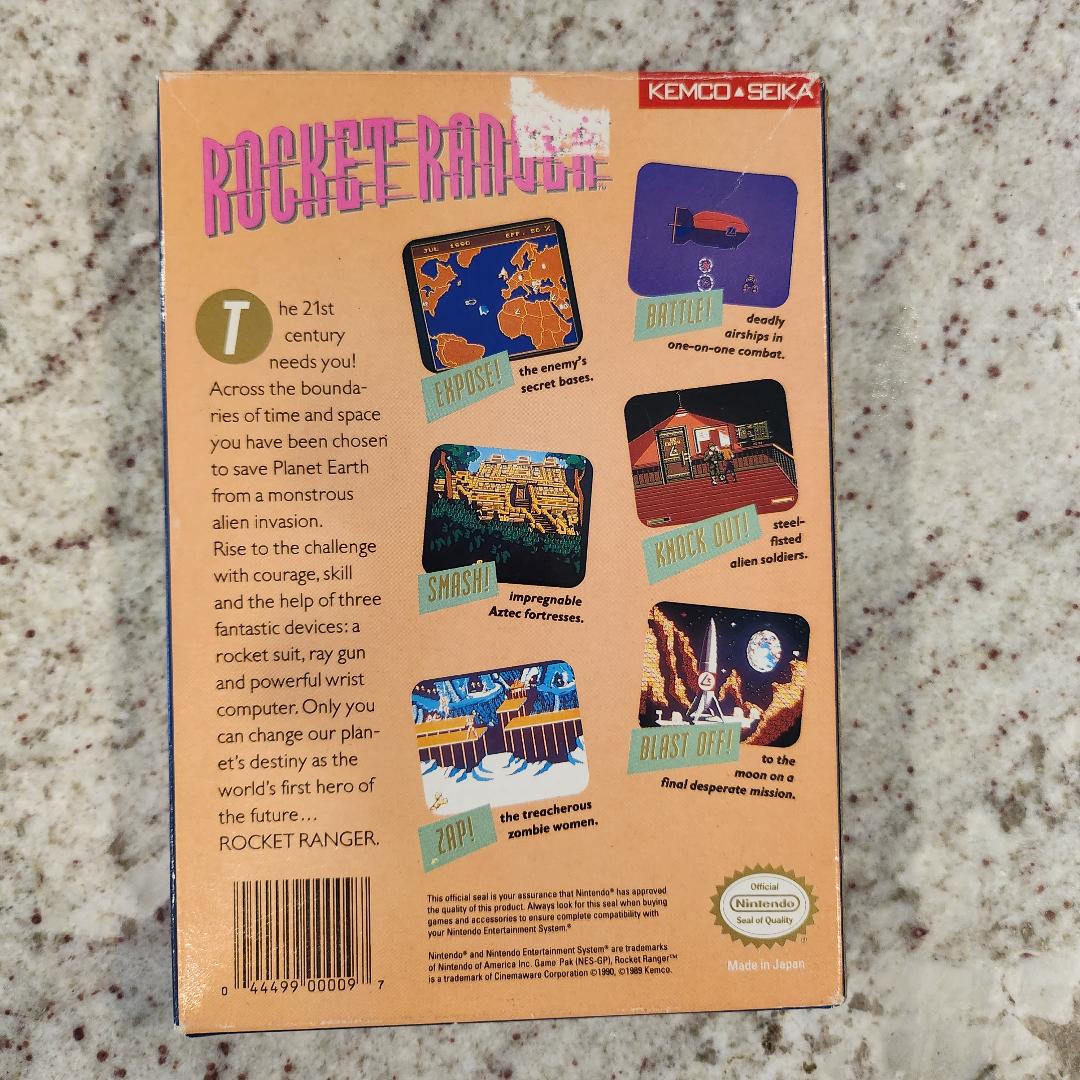 KEMCO▲SEIKA
ROCKET RANGER™
The 21st
century
needs you!
Across the bounda-
ries of time and space
you have been chosen
to save Planet Earth
from a monstrous
alien invasion.
Rise to the challenge
with courage, skill
and the help of three
fantastic devices: a
rocket suit, ray gun
and powerful wrist
computer. Only you
can change our plan-
et's destiny as the
world's first hero of
the future...
ROCKET RANGER.
JUL 1990
EFF. 50 %
EXPOSE!
the enemy's
secret bases.
BATTLE!
deadly
airships in
one-on-one combat.
SMASH!
impregnable
Aztec fortresses.
KNOCK OUT!
steel-
fisted
alien soldiers.
ZAP!
the treacherous
zombie women.
BLAST OFF!
to the
moon on a
final desperate mission.
0 44499 00009 7
This official seal is your assurance that Nintendo® has approved
the quality of this product. Always look for this seal when buying
games and accessories to ensure complete compatibility with
your Nintendo Entertainment System.®
Nintendo® and Nintendo Entertainment System® are trademarks
of Nintendo of America Inc. Game Pak (NES-GP), Rocket Ranger™
is a trademark of Cinemaware Corporation ©1990, ©1989 Kemco.
Official
Nintendo
Seal of Quality
Made in Japan